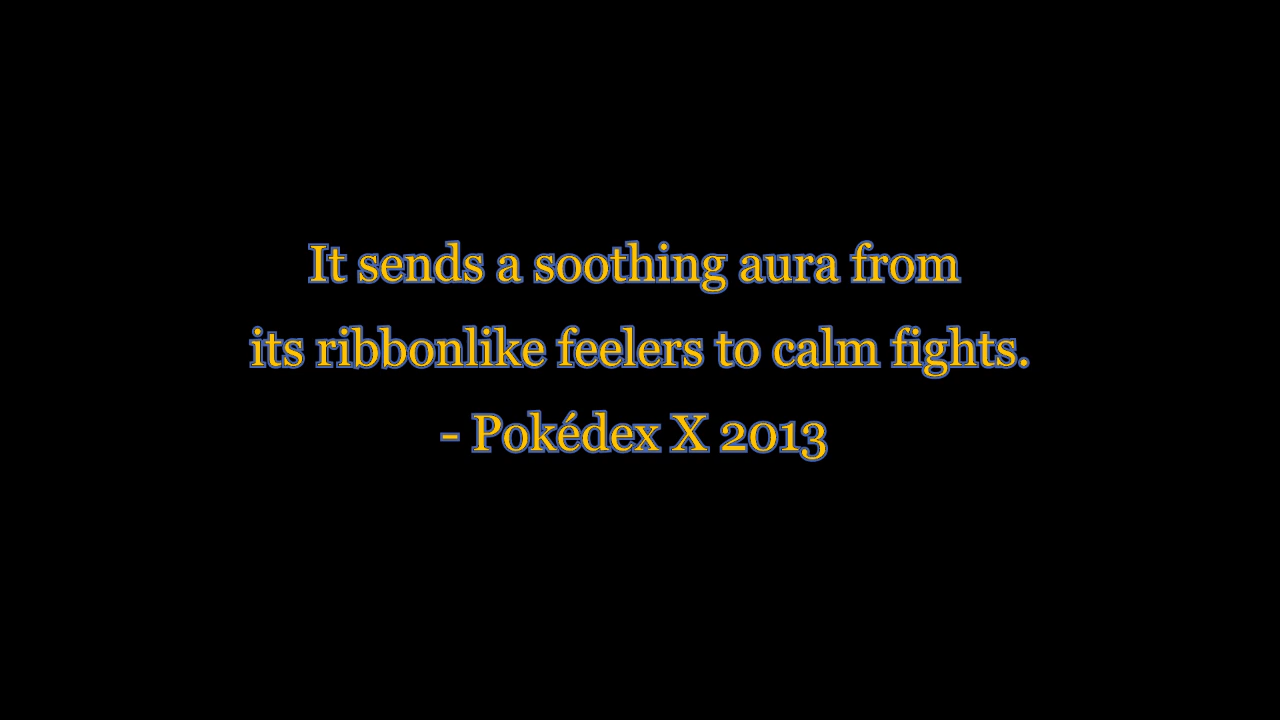 It sends a soothing aura from
its ribbonlike feelers to calm fights.
- Pokédex X 2013